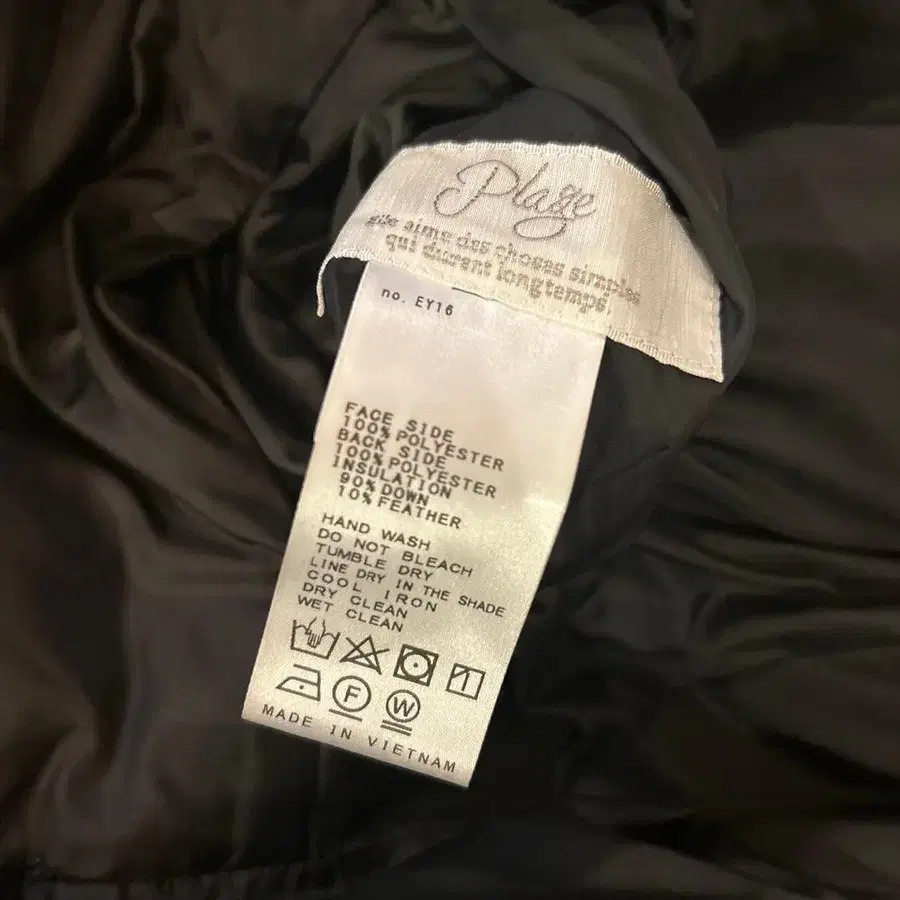 Plage
elle aime des choses simples
qui durent longtemps.
no. EY16
FACE SIDE
100% POLYESTER
BACK SIDE
100% POLYESTER
INSULATION
90% DOWN
10% FEATHER
HAND WASH
DO NOT BLEACH
TUMBLE DRY
LINE DRY IN THE SHADE
COOL IRON
DRY CLEAN
WET CLEAN
F W
MADE IN VIETNAM